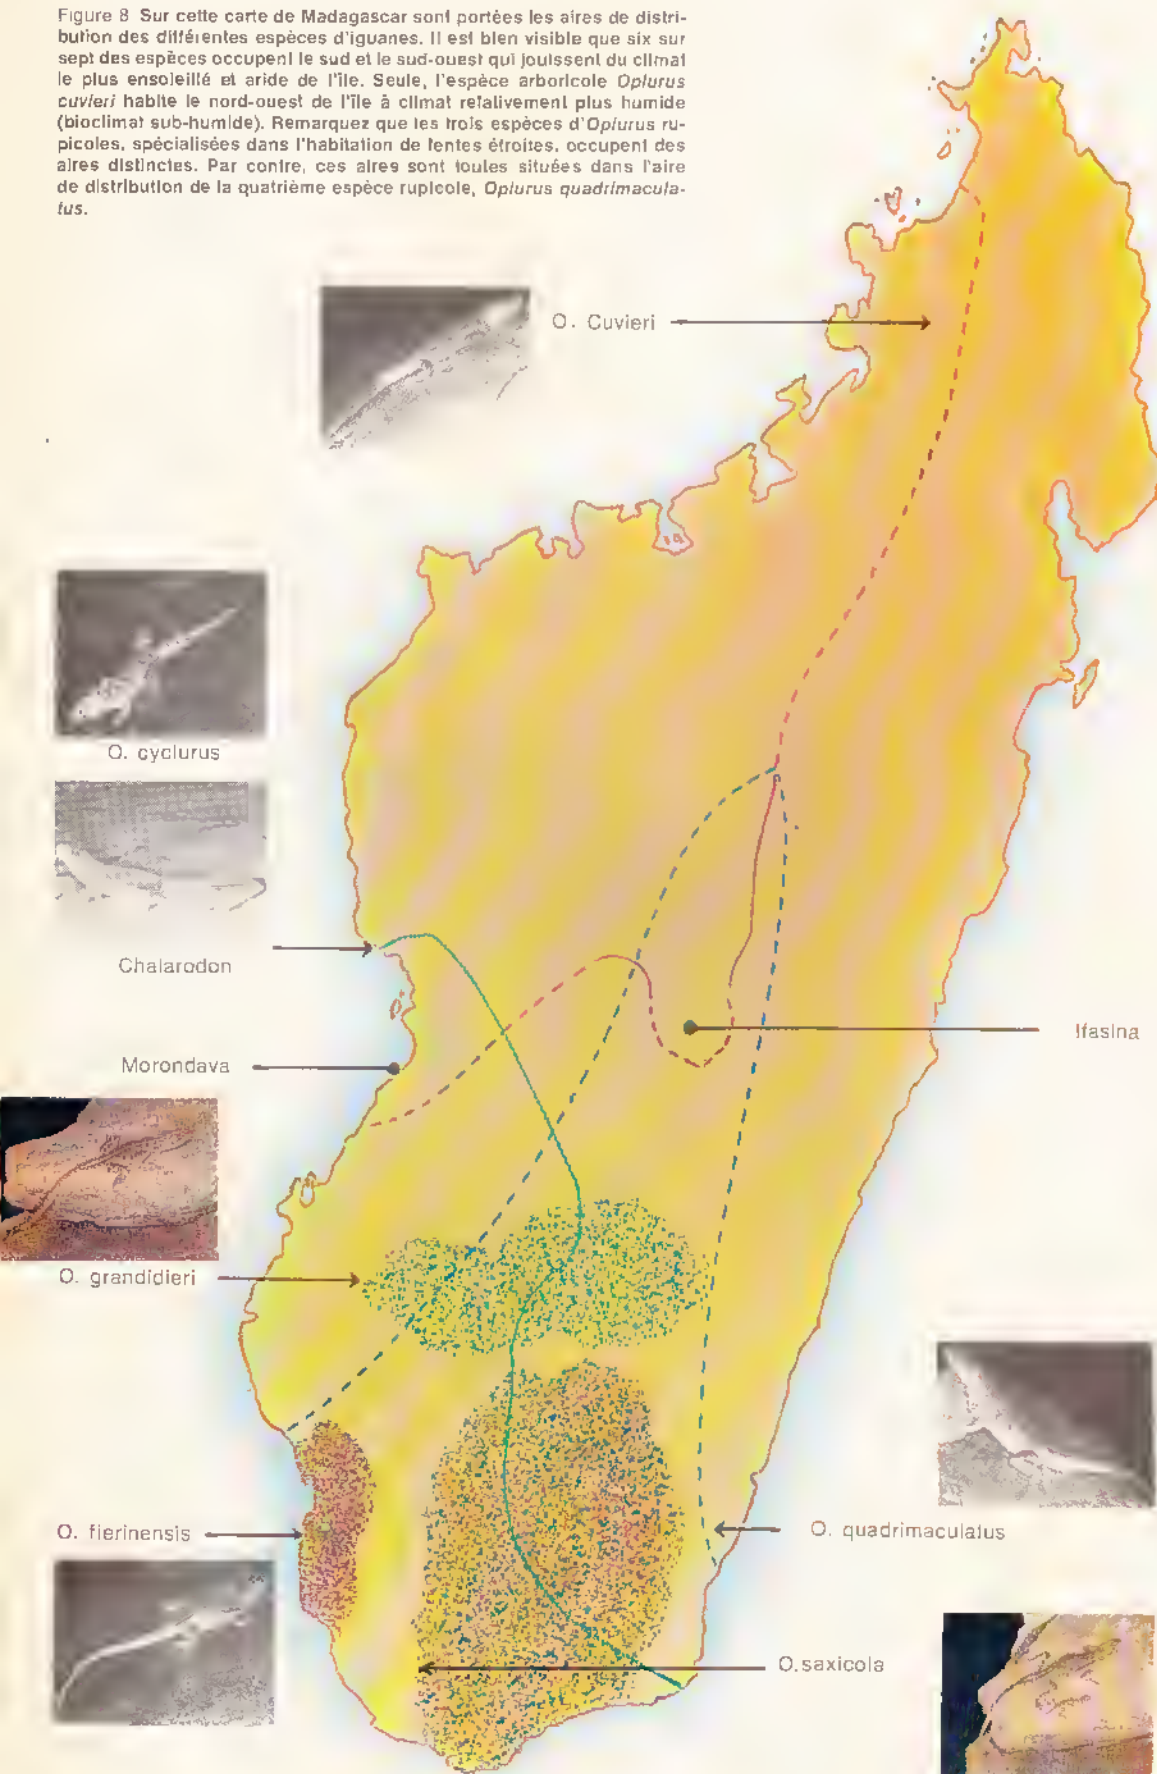 Figure 8 Sur cette carte de Madagascar sont portées les aires de distri-
bution des différentes espèces d'iguanes. Il est bien visible que six sur
sept des espèces occupent le sud et le sud-ouest qui jouissent du climat
le plus ensoleillé et aride de l'île. Seule, l'espèce arboricole Oplurus
cuvieri habite le nord-ouest de l'île à climat relativement plus humide
(bioclimat sub-humide). Remarquez que les trois espèces d'Oplurus ru-
picoles, spécialisées dans l'habitation de fentes étroites, occupent des
aires distinctes. Par contre, ces aires sont toutes situées dans l'aire
de distribution de la quatrième espèce rupicole, Oplurus quadrimacula-
tus.
O. Cuvieri
O. cyclurus
Chalarodon
Ifasina
Morondava
O. grandidieri
O. fierinensis
O. quadrimaculatus
O.saxicola